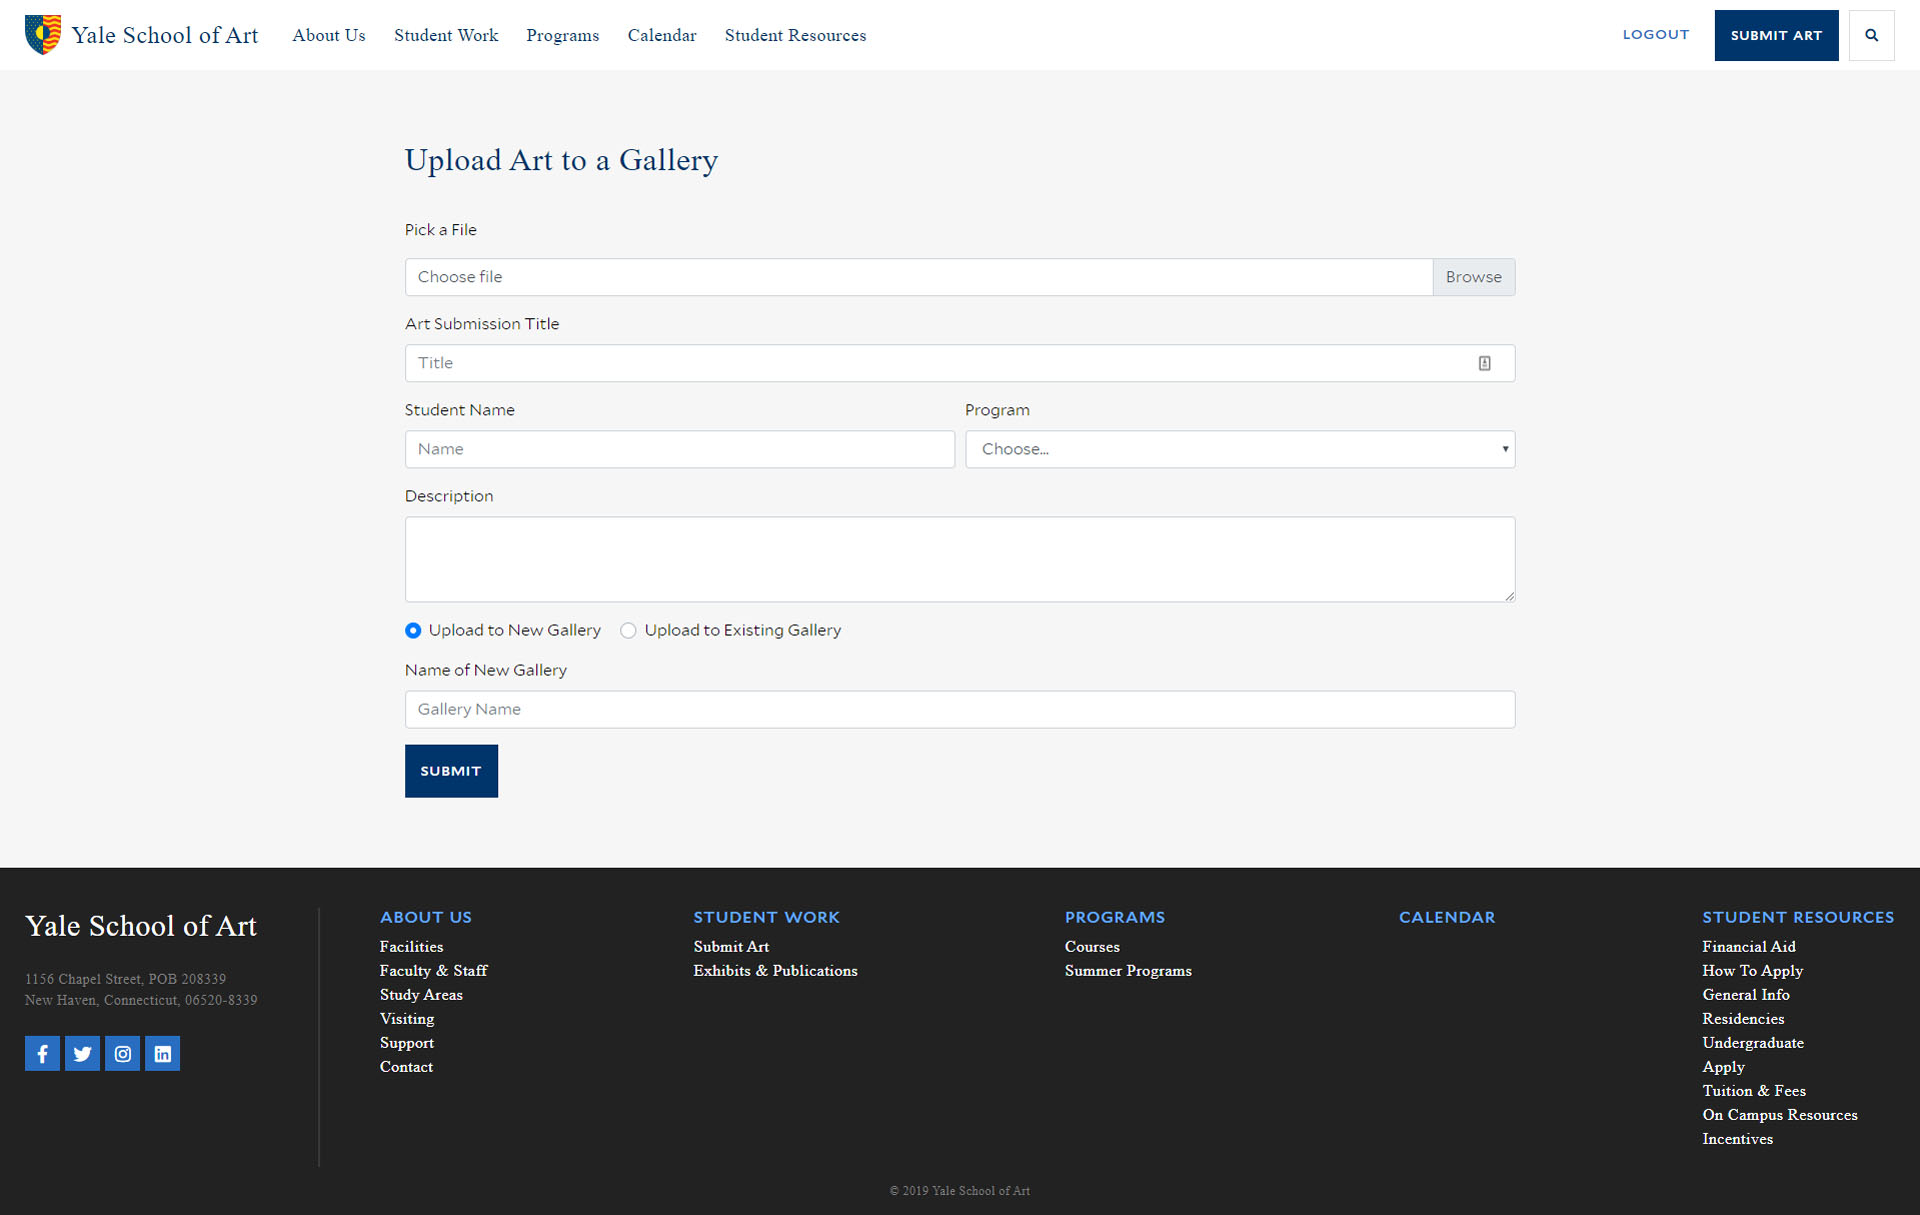 Yale School of Art
About Us
Student Work
Programs
Calendar
Student Resources
LOGOUT
SUBMIT ART
Upload Art to a Gallery
Pick a File
Choose file
Browse
Art Submission Title
Title
Student Name
Program
Name
Choose...
Description
Upload to New Gallery
Upload to Existing Gallery
Name of New Gallery
Gallery Name
SUBMIT
Yale School of Art
1156 Chapel Street, POB 208339
New Haven, Connecticut, 06520-8339
ABOUT US
Facilities
Faculty & Staff
Study Areas
Visiting
Support
Contact
STUDENT WORK
Submit Art
Exhibits & Publications
PROGRAMS
Courses
Summer Programs
CALENDAR
STUDENT RESOURCES
Financial Aid
How To Apply
General Info
Residencies
Undergraduate
Apply
Tuition & Fees
On Campus Resources
Incentives
© 2019 Yale School of Art